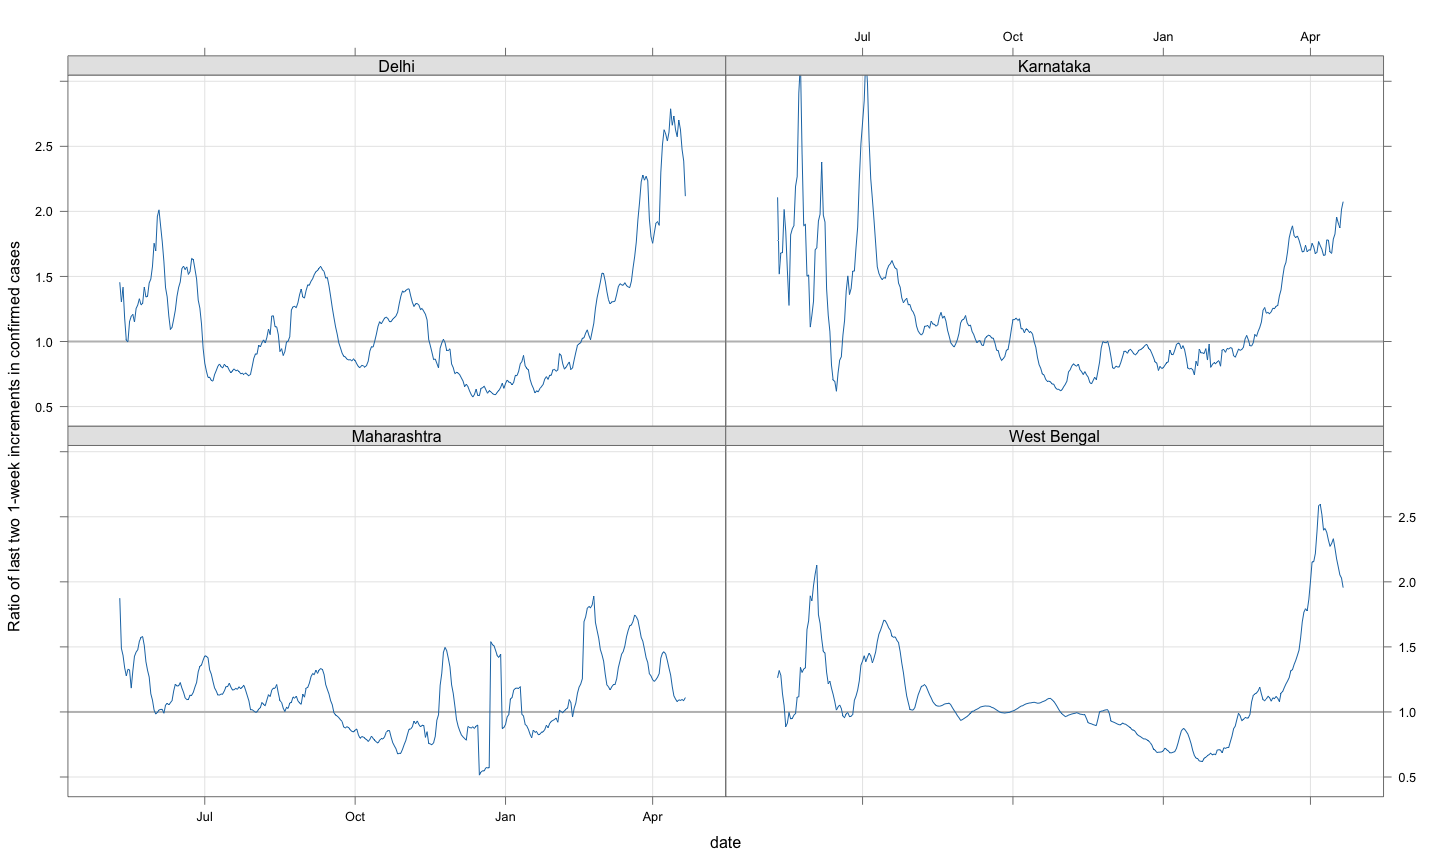 Jul Oct Jan Apr
Delhi Karnataka
2.5
2.0
1.5
1.0
0.5
Maharashtra West Bengal
2.5
2.0
1.5
1.0
0.5
Jul Oct Jan Apr
date
Ratio of last two 1-week increments in confirmed cases